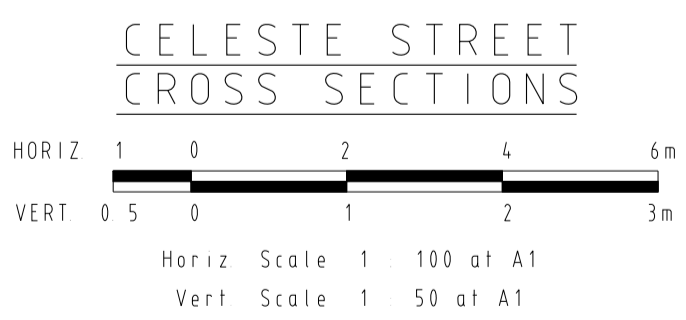 CELESTE STREET
CROSS SECTIONS
HORIZ. 1 0 2 4 6m
VERT. 0.5 0 1 2 3m
Horiz. Scale 1 : 100 at A1
Vert. Scale 1 : 50 at A1